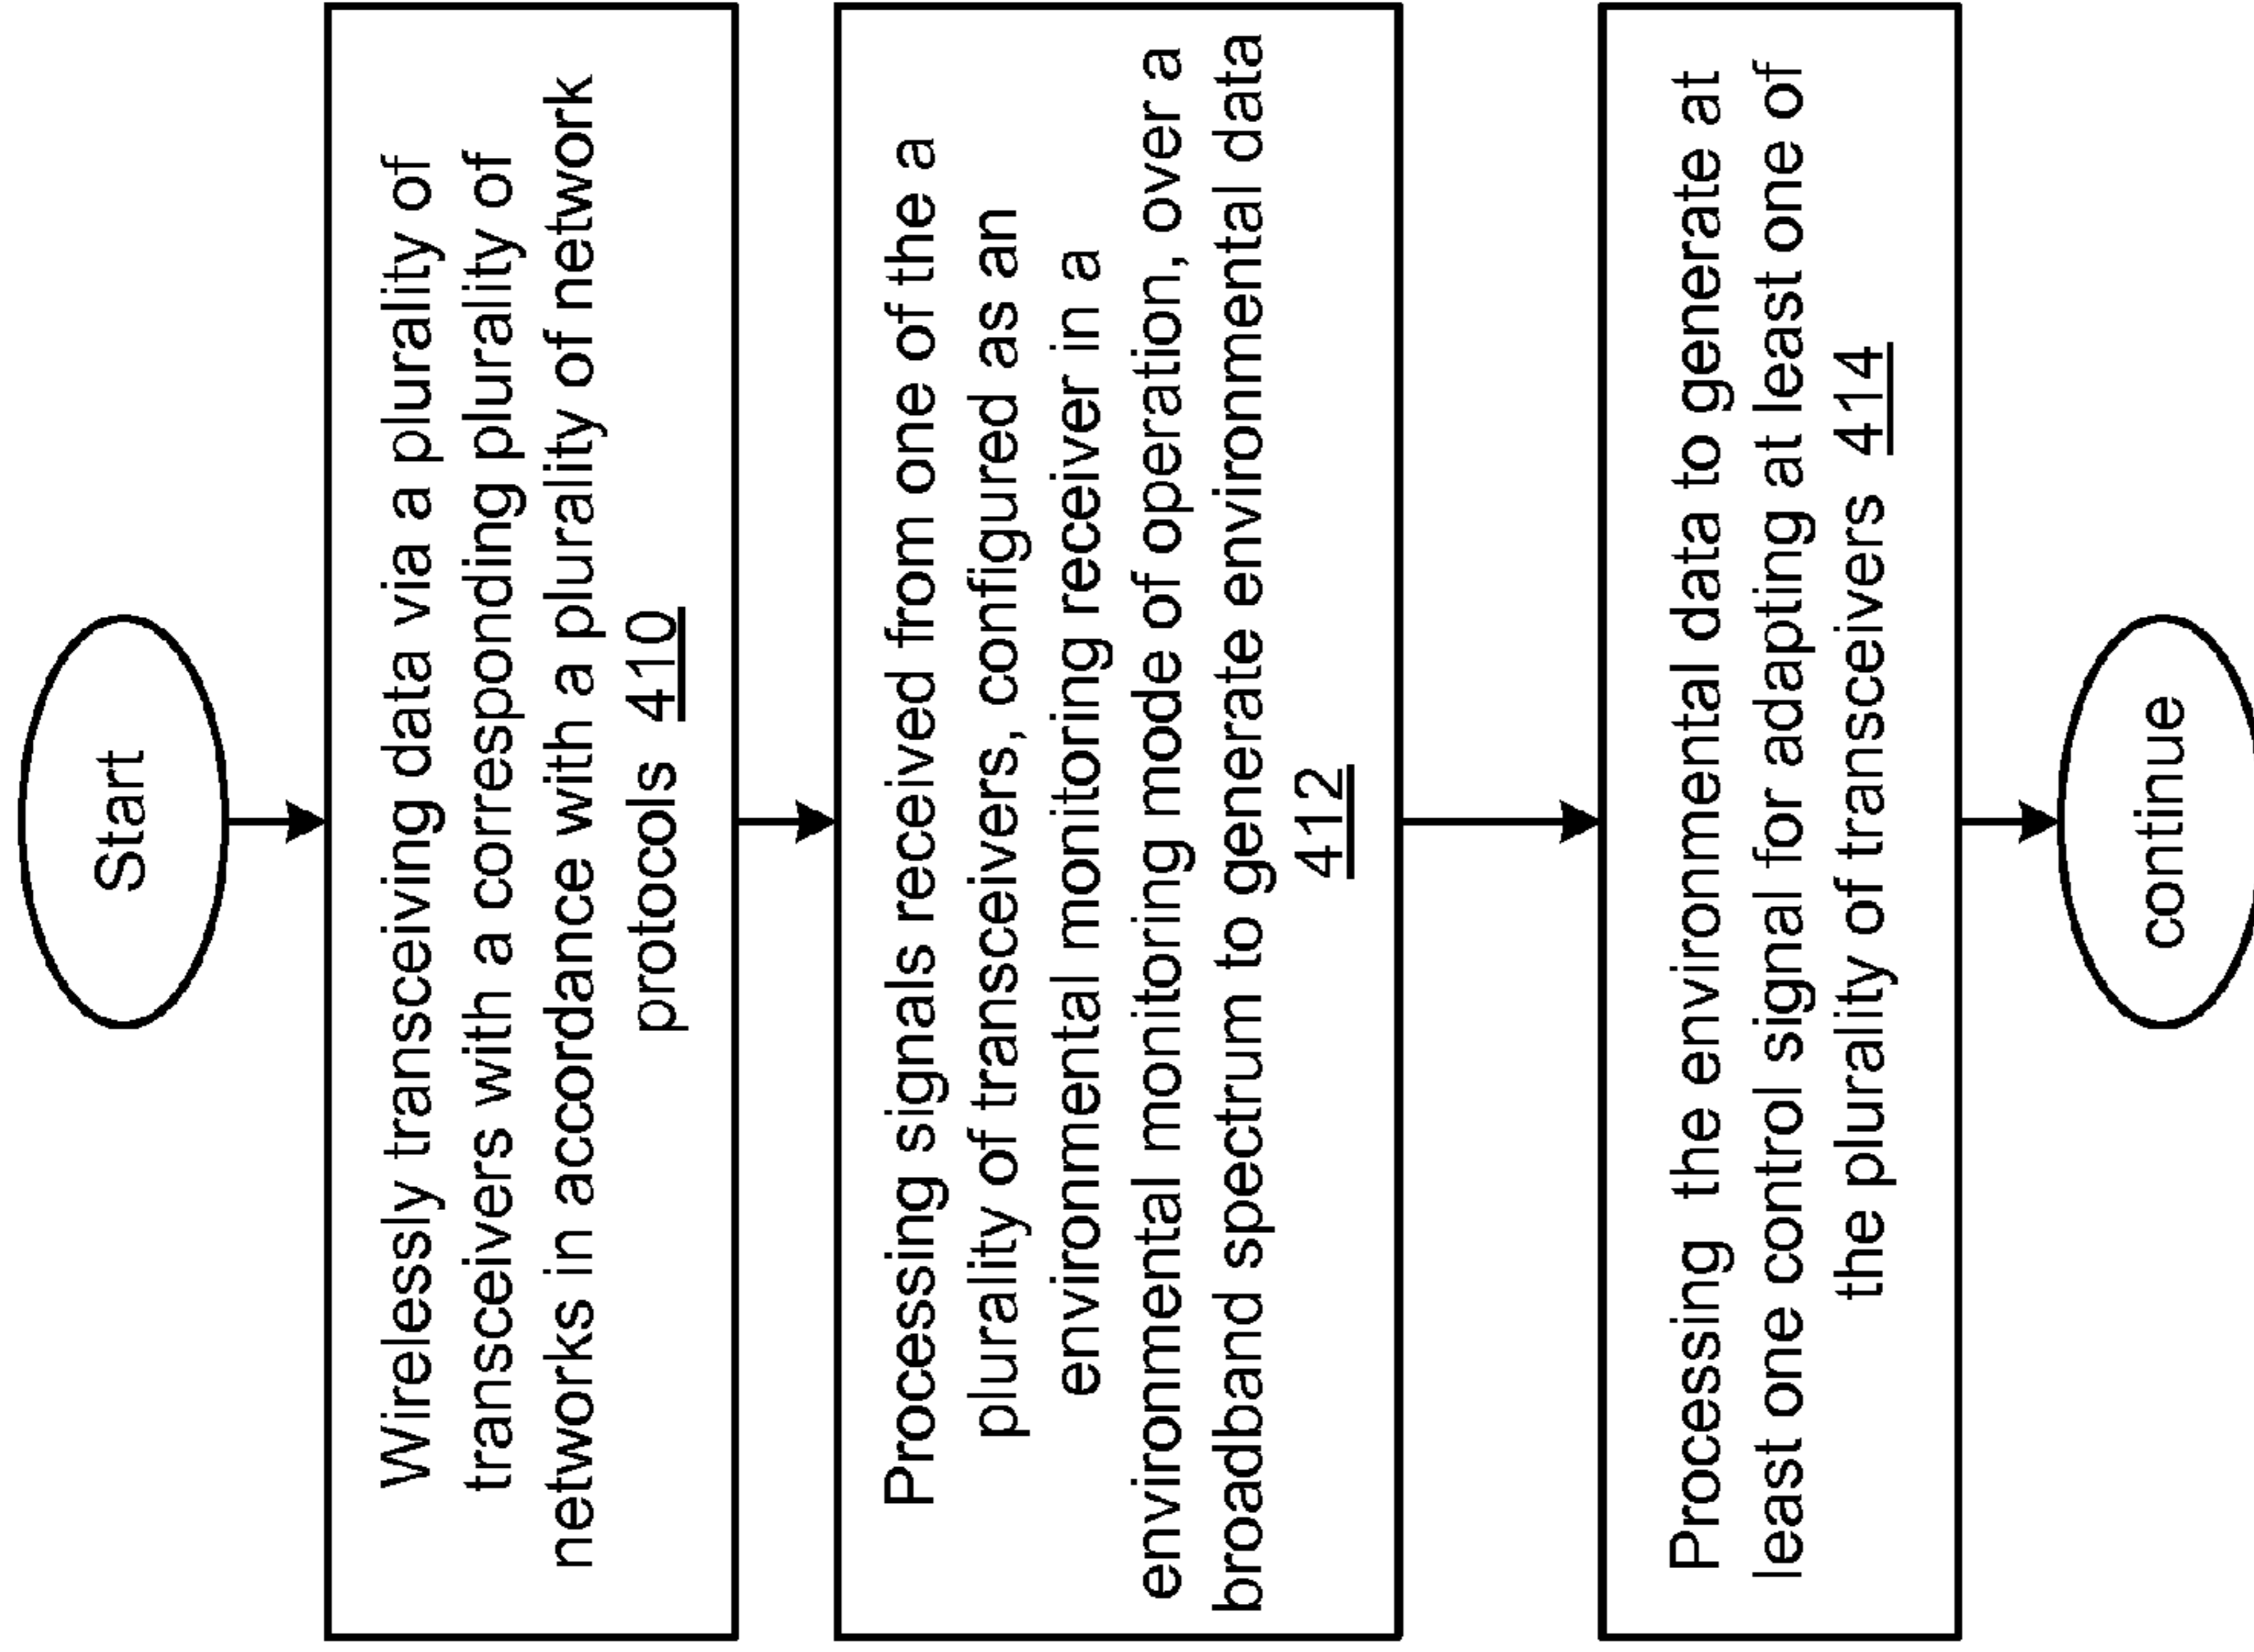 Start
Wirelessly transceiving data via a plurality of
transceivers with a corresponding plurality of
networks in accordance with a plurality of network
protocols 410
Processing signals received from one of the a
plurality of transceivers, configured as an
environmental monitoring receiver in a
environmental monitoring mode of operation, over a
broadband spectrum to generate environmental data
412
Processing the environmental data to generate at
least one control signal for adapting at least one of
the plurality of transceivers 414
continue